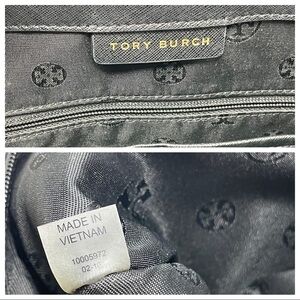 TORY BURCH
MADE IN
VIETNAM
10005972